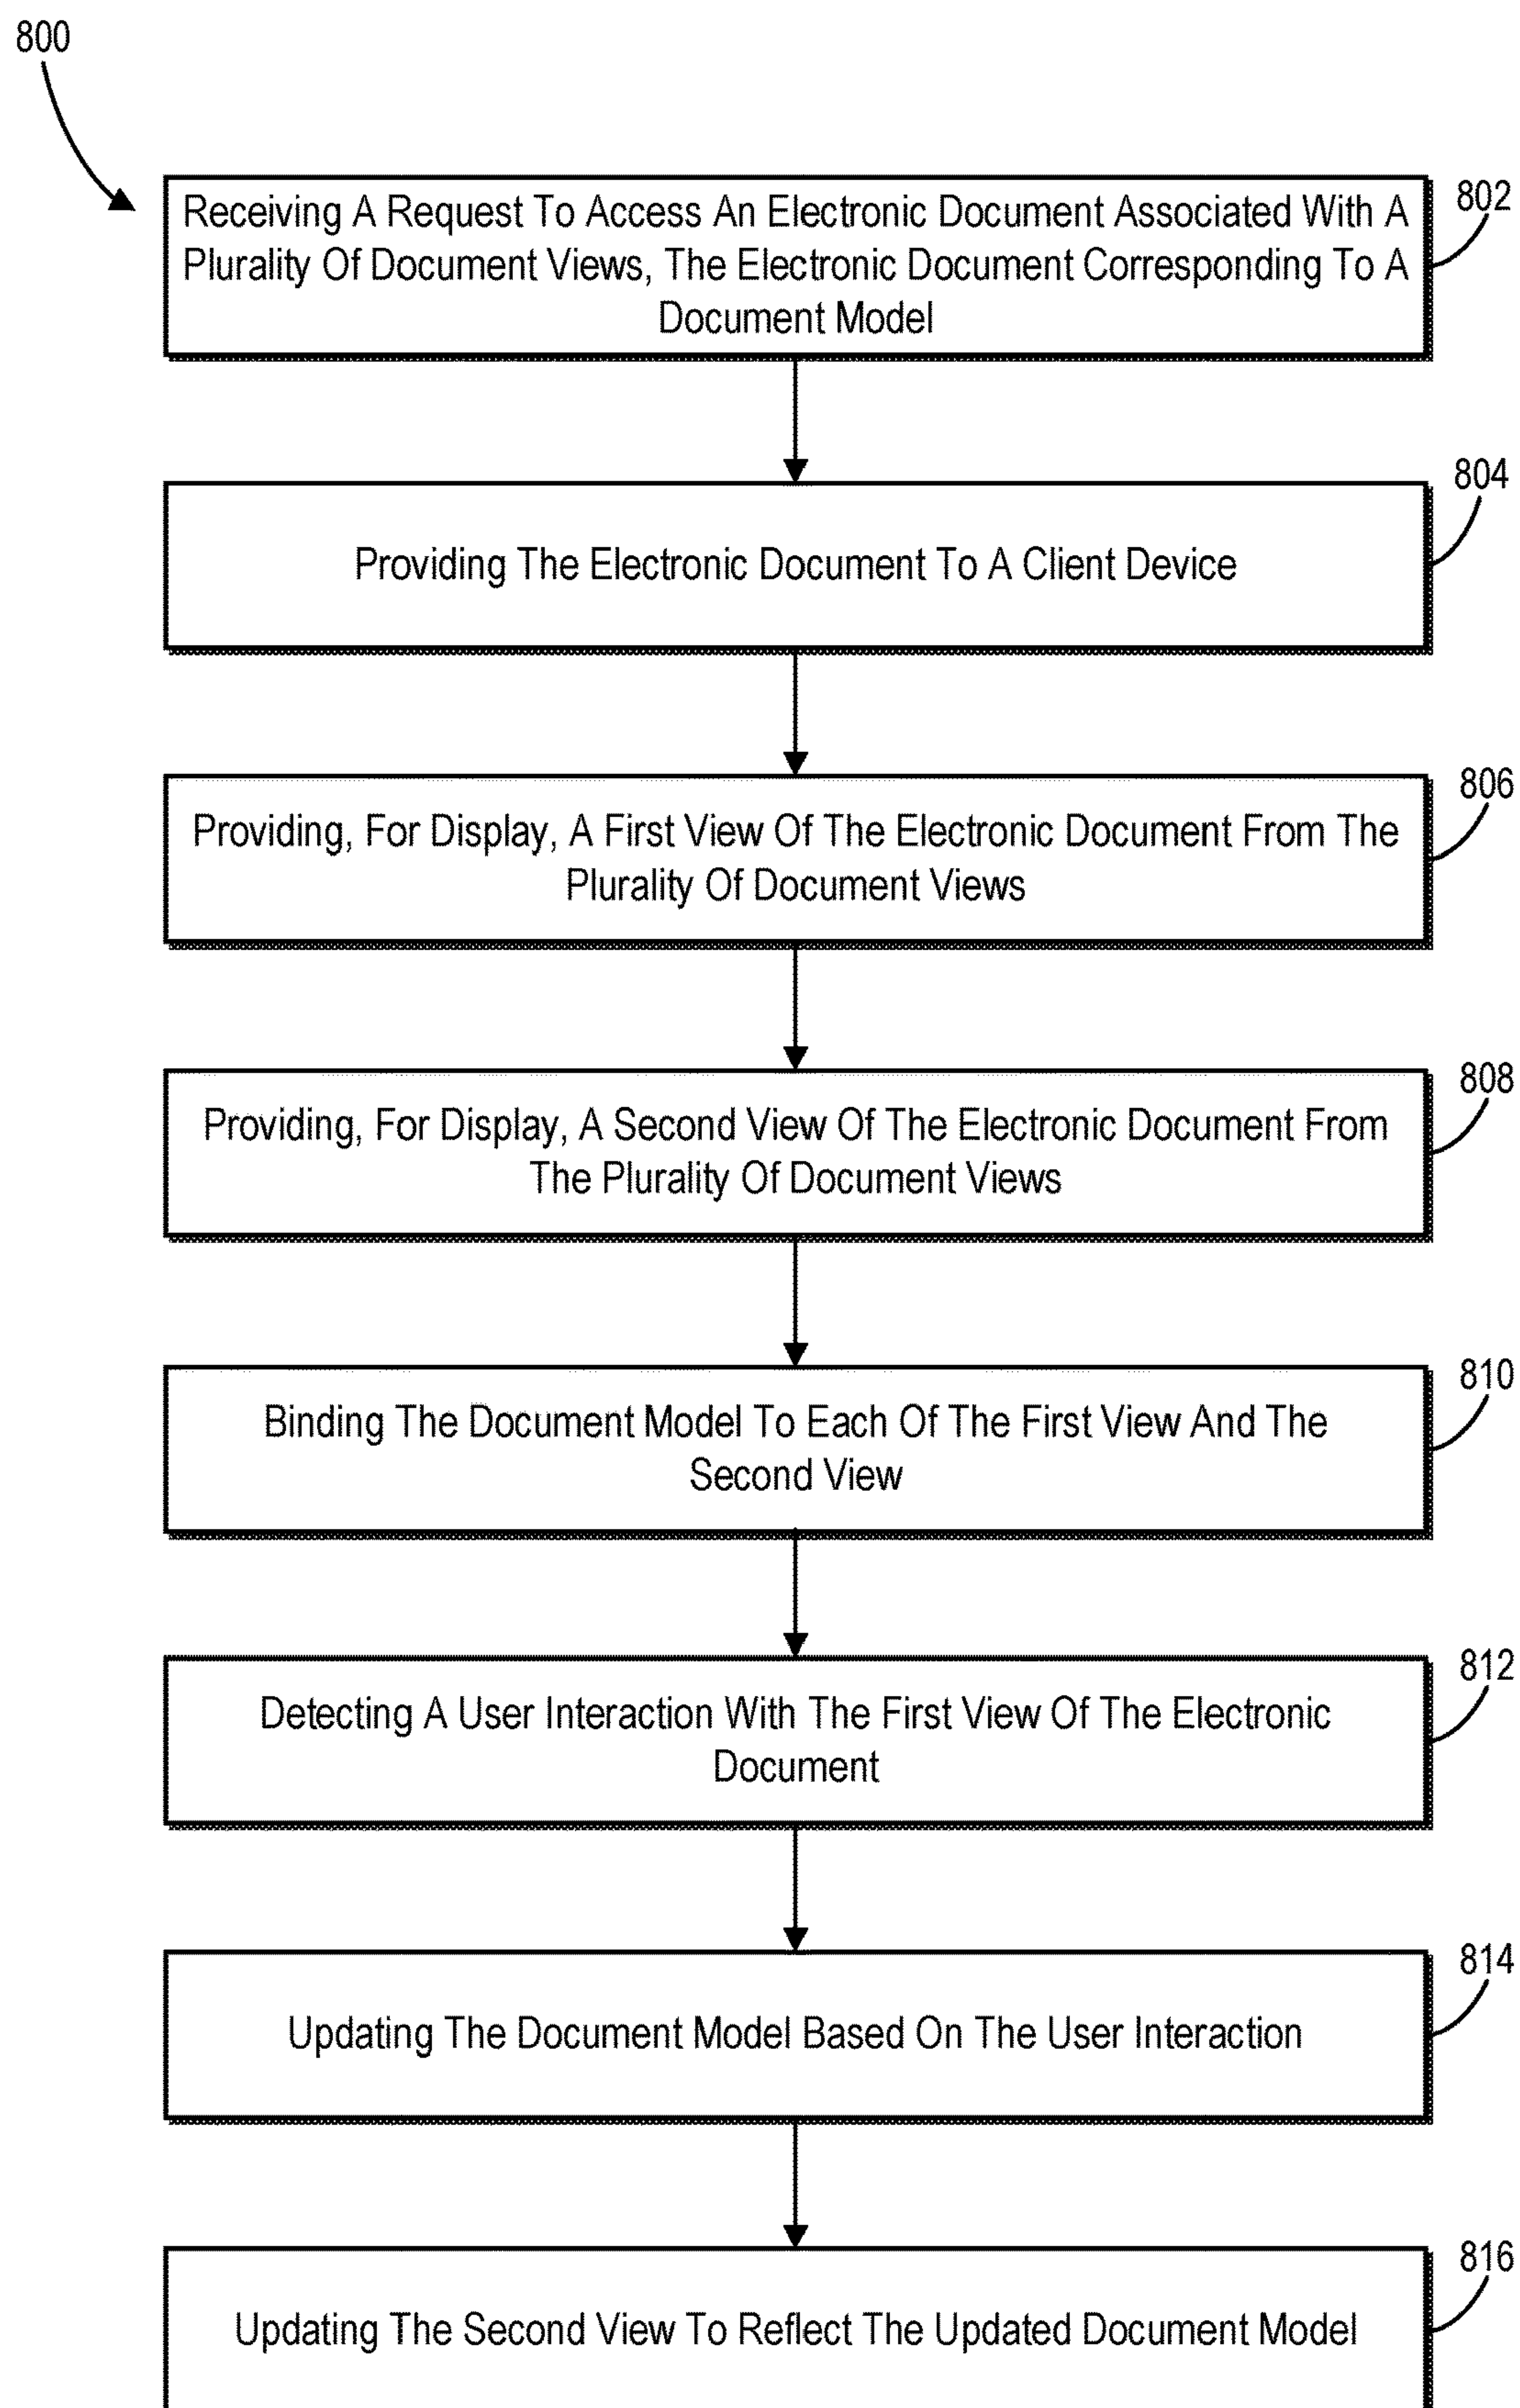 800
802
Receiving A Request To Access An Electronic Document Associated With A
Plurality Of Document Views, The Electronic Document Corresponding To A
Document Model
804
Providing The Electronic Document To A Client Device
806
Providing, For Display, A First View Of The Electronic Document From The
Plurality Of Document Views
808
Providing, For Display, A Second View Of The Electronic Document From
The Plurality Of Document Views
810
Binding The Document Model To Each Of The First View And The
Second View
812
Detecting A User Interaction With The First View Of The Electronic
Document
814
Updating The Document Model Based On The User Interaction
816
Updating The Second View To Reflect The Updated Document Model